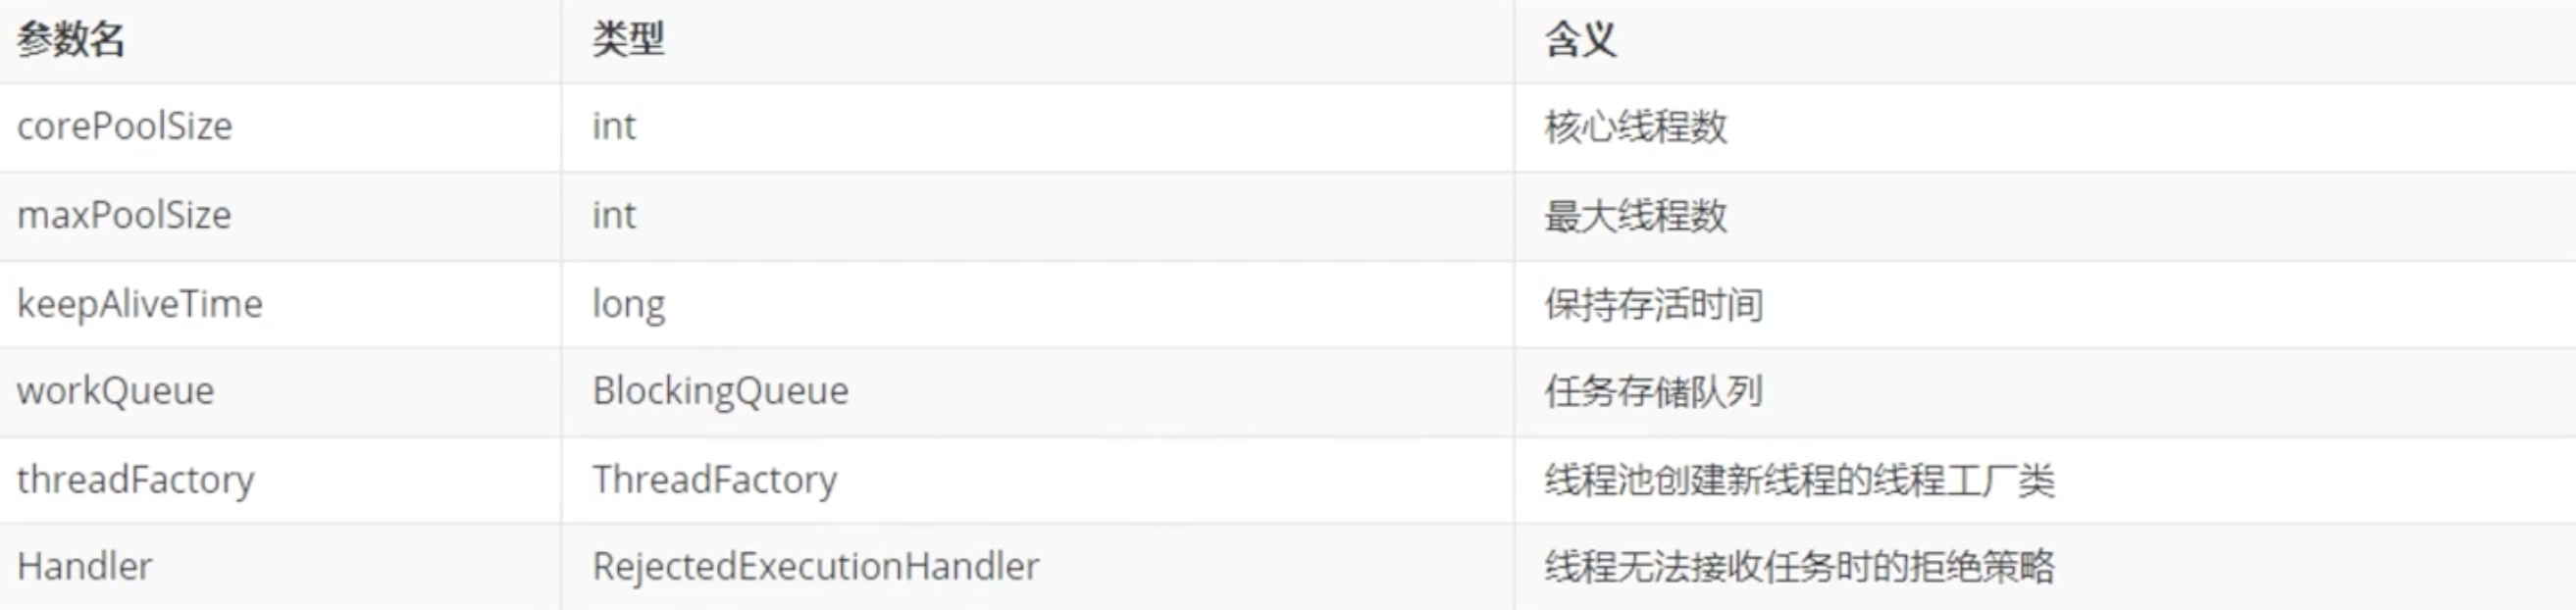 参数名 类型 含义
corePoolSize int 核心线程数
maxPoolSize int 最大线程数
keepAliveTime long 保持存活时间
workQueue BlockingQueue 任务存储队列
threadFactory ThreadFactory 线程池创建新线程的线程工厂类
Handler RejectedExecutionHandler 线程无法接收任务时的拒绝策略